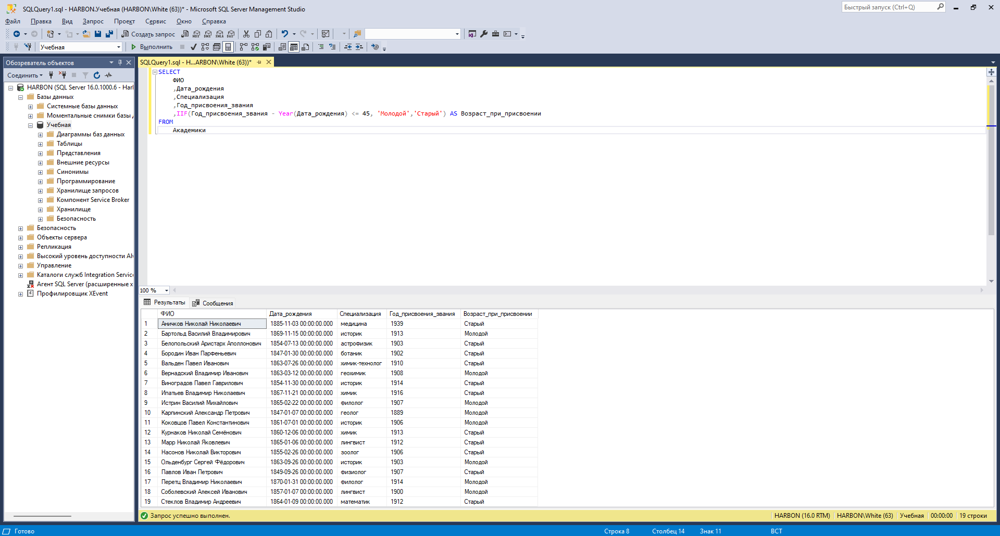 SQLQuery1.sql - HARBON.Учебная (HARBON\White (63))* - Microsoft SQL Server Management Studio
Быстрый запуск (Ctrl+Q)
Файл Правка Вид Запрос Проект Сервис Окно Справка
Создать запрос
MDX DMX XMLA DAX
Учебная
Выполнить
Обозреватель объектов
Соединить
HARBON (SQL Server 16.0.1000.6 - Harl
Базы данных
Системные базы данных
Моментальные снимки базы
Учебная
Диаграммы баз данных
Таблицы
Представления
Внешние ресурсы
Синонимы
Программирование
Хранилище запросов
Компонент Service Broker
Хранилище
Безопасность
Безопасность
Объекты сервера
Репликация
Высокий уровень доступности Al
Управление
Каталоги служб Integration Servic
Агент SQL Server (расширенные х
Профилировщик XEvent
SQLQuery1.sql - H...ARBON\White (63))*
SELECT
ФИО
,Дата_рождения
,Специализация
,Год_присвоения_звания
,IIF(Год_присвоения_звания - Year(Дата_рождения) <= 45, 'Молодой','Старый') AS Возраст_при_присвоении
FROM
Академики
100 %
Результаты Сообщения
ФИО Дата_рождения Специализация Год_присвоения_звания Возраст_при_присвоении
1 Аничков Николай Николаевич 1885-11-03 00:00:00.000 медицина 1939 Старый
2 Бартольд Василий Владимирович 1869-11-15 00:00:00.000 историк 1913 Молодой
3 Белопольский Аристарх Аполлонович 1854-07-13 00:00:00.000 астрофизик 1903 Старый
4 Бородин Иван Парфеньевич 1847-01-30 00:00:00.000 ботаник 1902 Старый
5 Вальден Павел Иванович 1863-07-26 00:00:00.000 химик-технолог 1910 Старый
6 Вернадский Владимир Иванович 1863-03-12 00:00:00.000 геохимик 1908 Молодой
7 Виноградов Павел Гаврилович 1854-11-30 00:00:00.000 историк 1914 Старый
8 Ипатьев Владимир Николаевич 1867-11-21 00:00:00.000 химик 1916 Старый
9 Истрин Василий Михайлович 1865-02-22 00:00:00.000 филолог 1907 Молодой
10 Карпинский Александр Петрович 1847-01-07 00:00:00.000 геолог 1889 Молодой
11 Коковцов Павел Константинович 1861-07-01 00:00:00.000 историк 1906 Молодой
12 Курнаков Николай Семёнович 1860-12-06 00:00:00.000 химик 1913 Старый
13 Марр Николай Яковлевич 1865-01-06 00:00:00.000 лингвист 1912 Старый
14 Насонов Николай Викторович 1855-02-26 00:00:00.000 зоолог 1906 Старый
15 Ольденбург Сергей Фёдорович 1863-09-26 00:00:00.000 историк 1903 Молодой
16 Павлов Иван Петрович 1849-09-26 00:00:00.000 физиолог 1907 Старый
17 Перетц Владимир Николаевич 1870-01-31 00:00:00.000 филолог 1914 Молодой
18 Соболевский Алексей Иванович 1857-01-07 00:00:00.000 лингвист 1900 Молодой
19 Стеклов Владимир Андреевич 1864-01-09 00:00:00.000 математик 1912 Старый
Запрос успешно выполнен. HARBON (16.0 RTM) HARBON\White (63) Учебная 00:00:00 19 строки
Готово Строка 8 Столбец 14 Знак 11 ВСТ